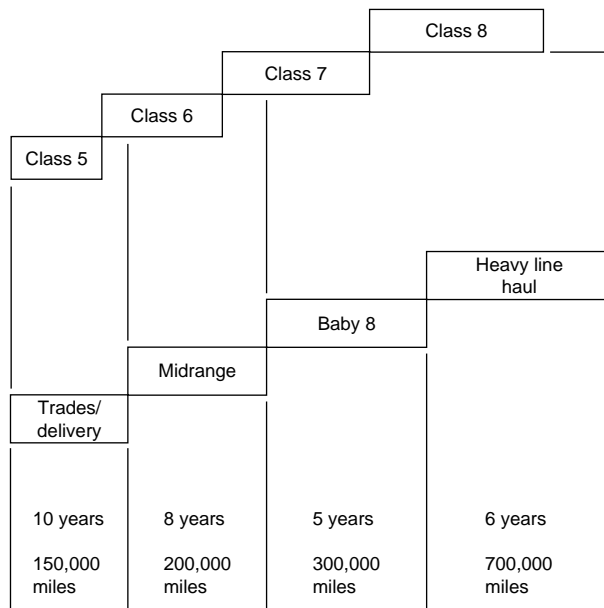 Class 8
Class 7
Class 6
Class 5
Heavy line
haul
Baby 8
Midrange
Trades/
delivery
10 years
8 years
5 years
6 years
150,000
miles
200,000
miles
300,000
miles
700,000
miles